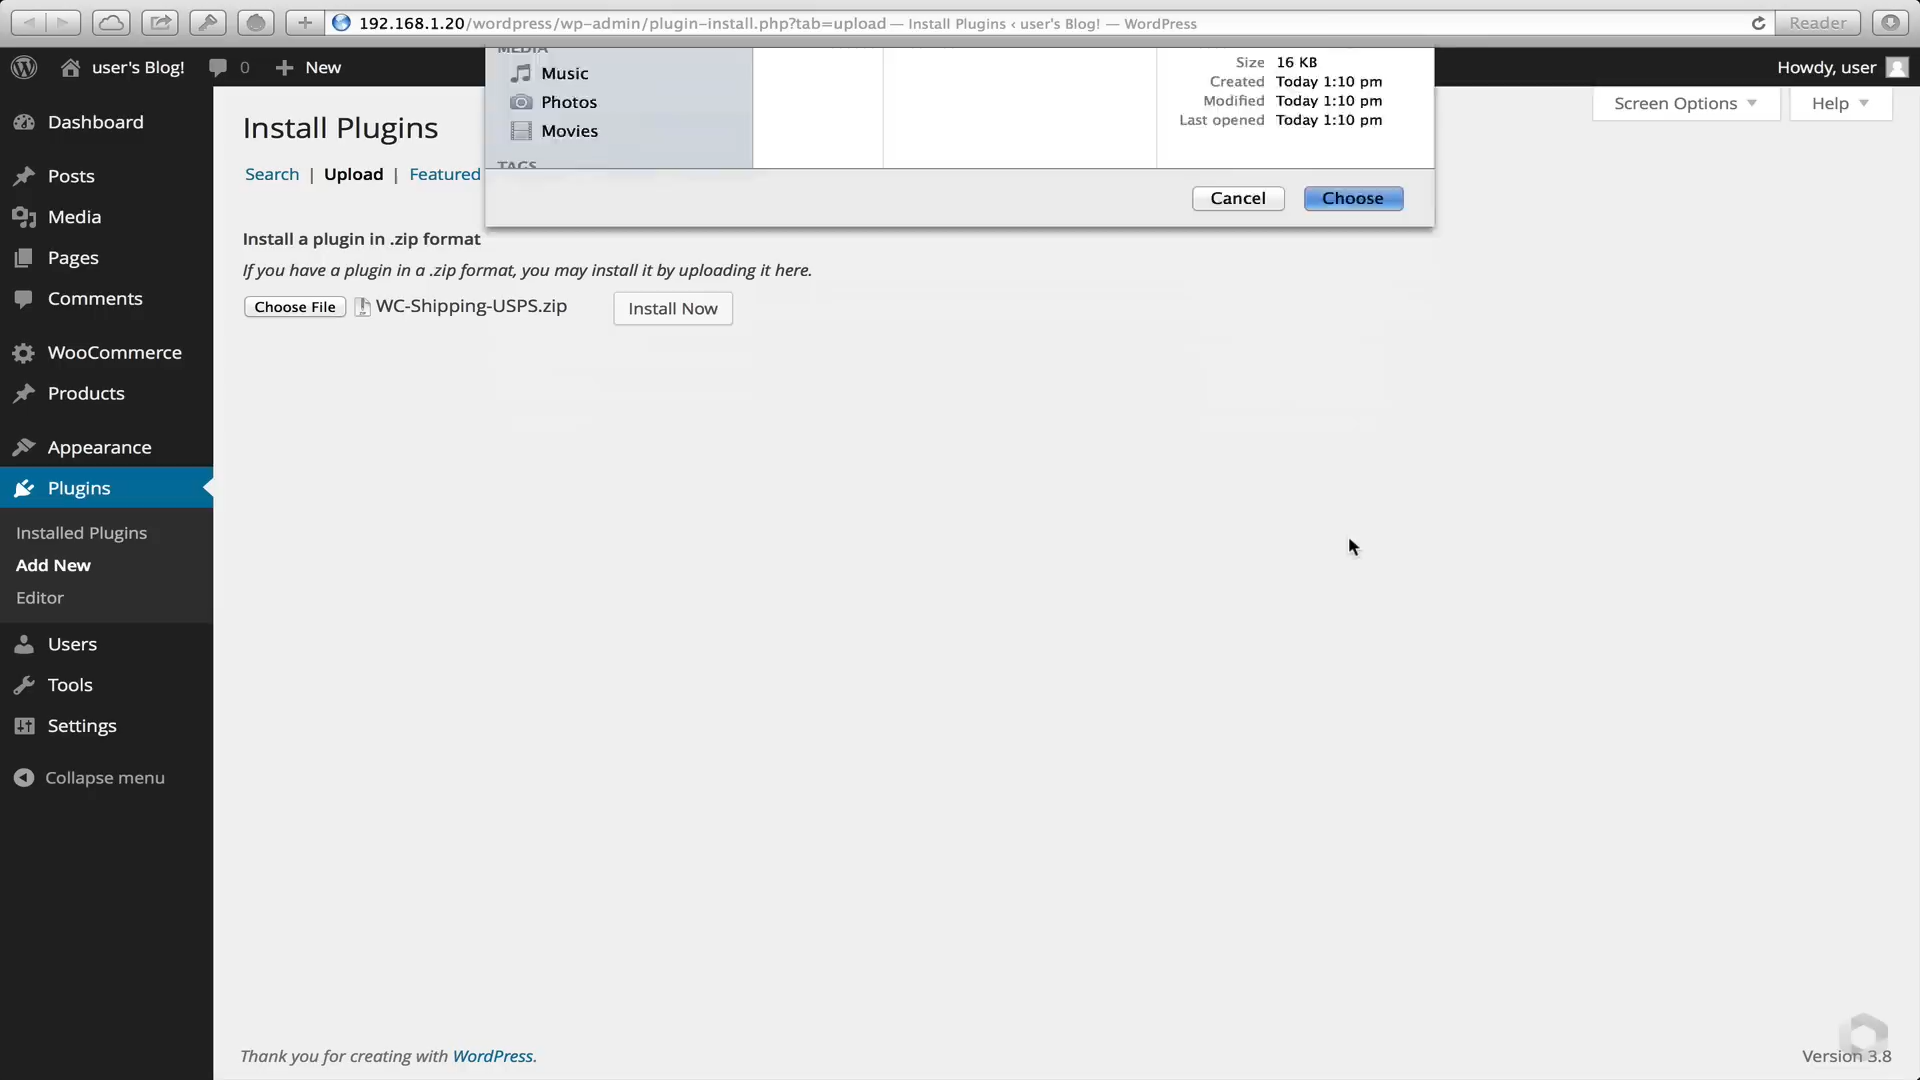 192.168.1.20/wordpress/wp-admin/plugin-install.php?tab=upload — Install Plugins ‹ user's Blog! — WordPress
Reader
user's Blog!
0
New
Howdy, user
MEDIA
Music
Photos
Movies
TAGS
Size 16 KB
Created Today 1:10 pm
Modified Today 1:10 pm
Last opened Today 1:10 pm
Cancel
Choose
Screen Options
Help
Dashboard
Posts
Media
Pages
Comments
WooCommerce
Products
Appearance
Plugins
Installed Plugins
Add New
Editor
Users
Tools
Settings
Collapse menu
Install Plugins
Search | Upload | Featured
Install a plugin in .zip format
If you have a plugin in a .zip format, you may install it by uploading it here.
Choose File WC-Shipping-USPS.zip Install Now
Thank you for creating with WordPress.
Version 3.8